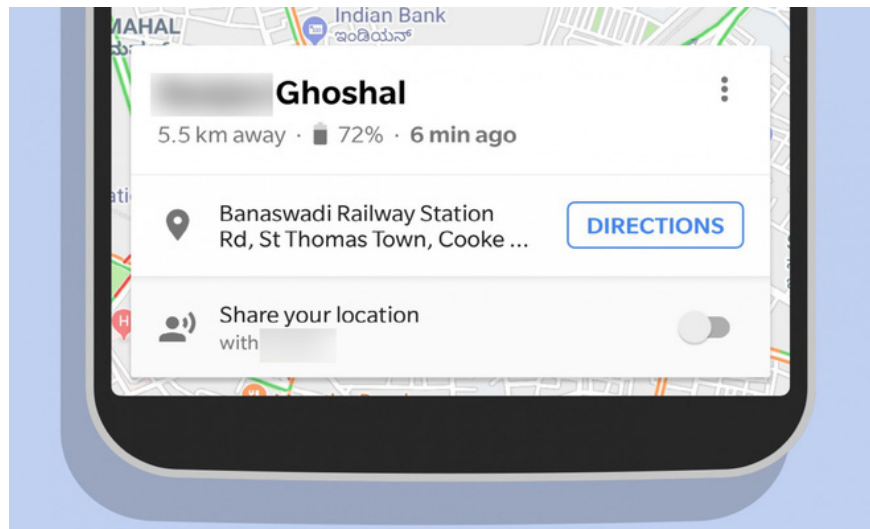 MAHAL
Indian Bank
ಇಂಡಿಯನ್
Ghoshal
5.5 km away · 72% · 6 min ago
Banaswadi Railway Station
Rd, St Thomas Town, Cooke ...
DIRECTIONS
Share your location
with
H